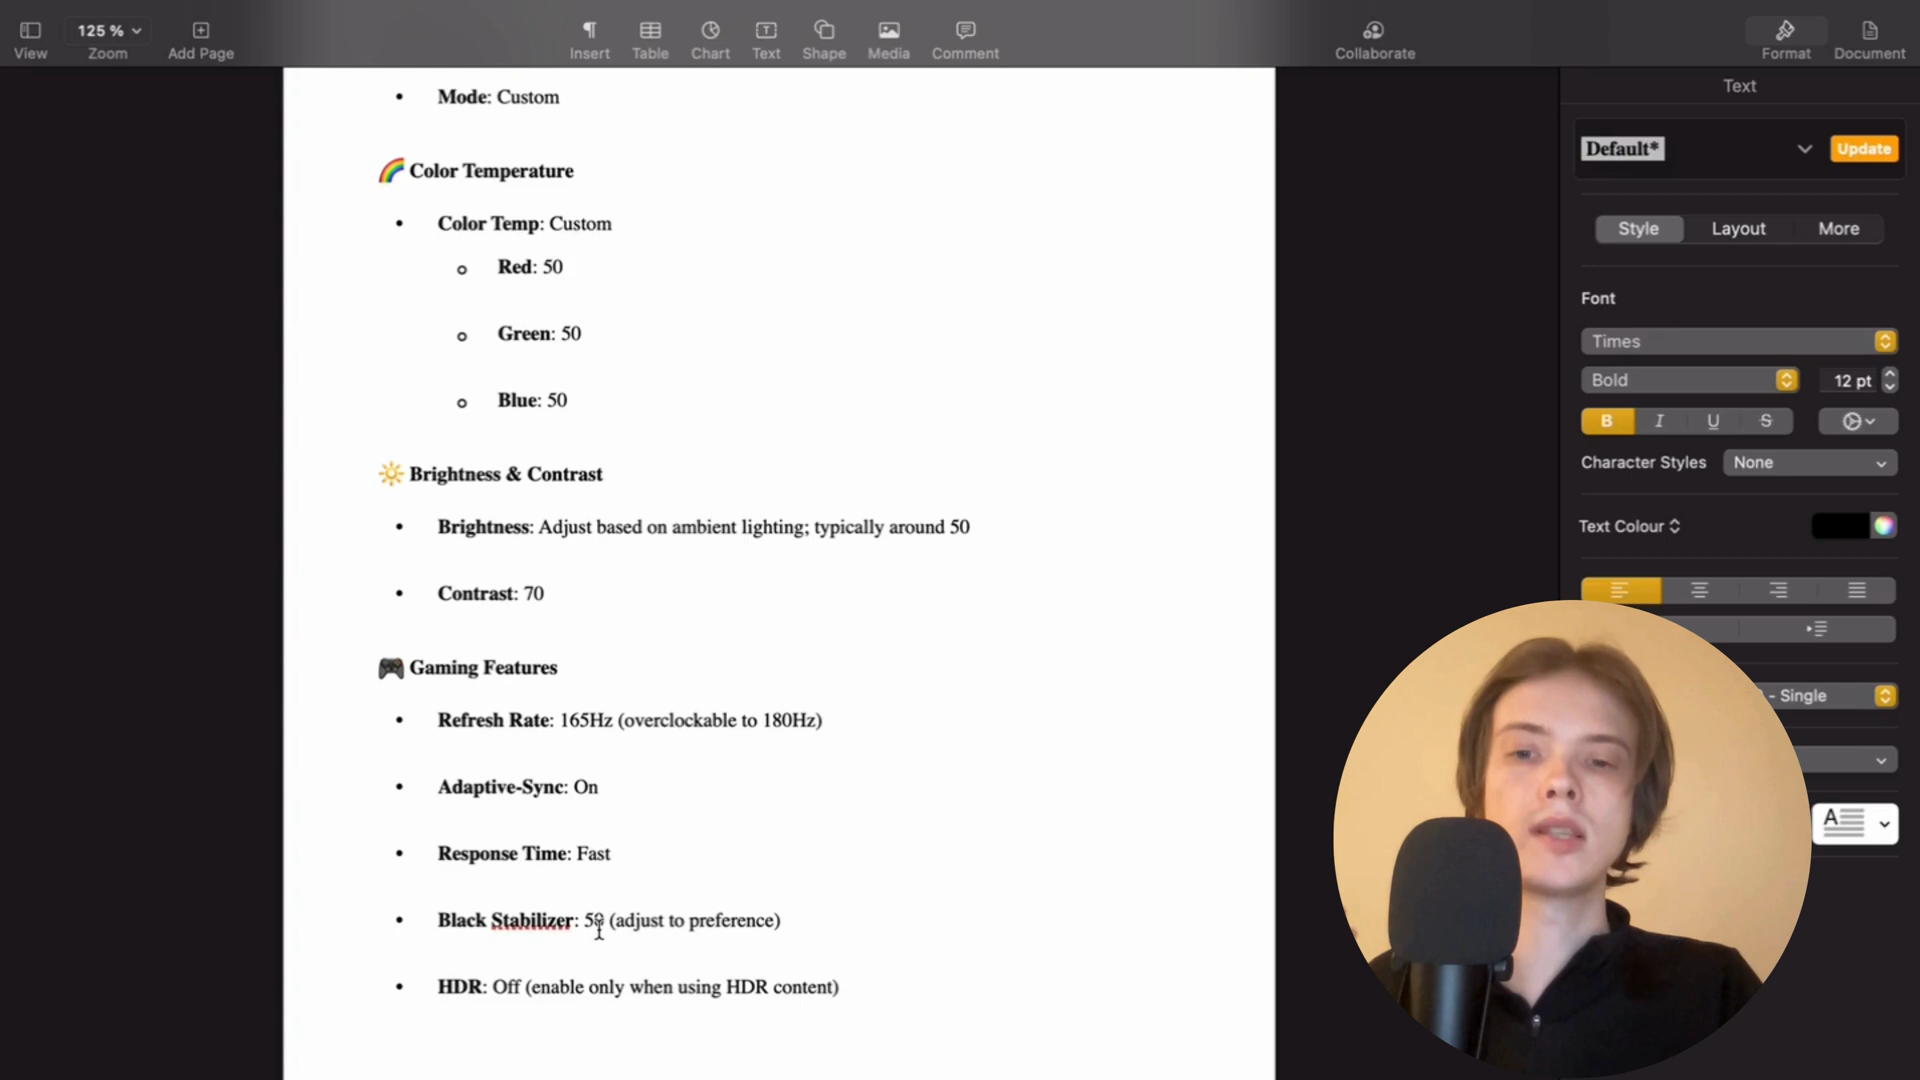 View
125 %
Zoom
Add Page
Insert
Table
Chart
Text
Shape
Media
Comment
Collaborate
Format
Document
Mode: Custom
🌈 Color Temperature
Color Temp: Custom
Red: 50
Green: 50
Blue: 50
🔆 Brightness & Contrast
Brightness: Adjust based on ambient lighting; typically around 50
Contrast: 70
🎮 Gaming Features
Refresh Rate: 165Hz (overclockable to 180Hz)
Adaptive-Sync: On
Response Time: Fast
Black Stabilizer: 50 (adjust to preference)
HDR: Off (enable only when using HDR content)
Text
Default*
Update
Style
Layout
More
Font
Times
Bold
12 pt
B I U S
Character Styles
None
Text Colour
- Single
A